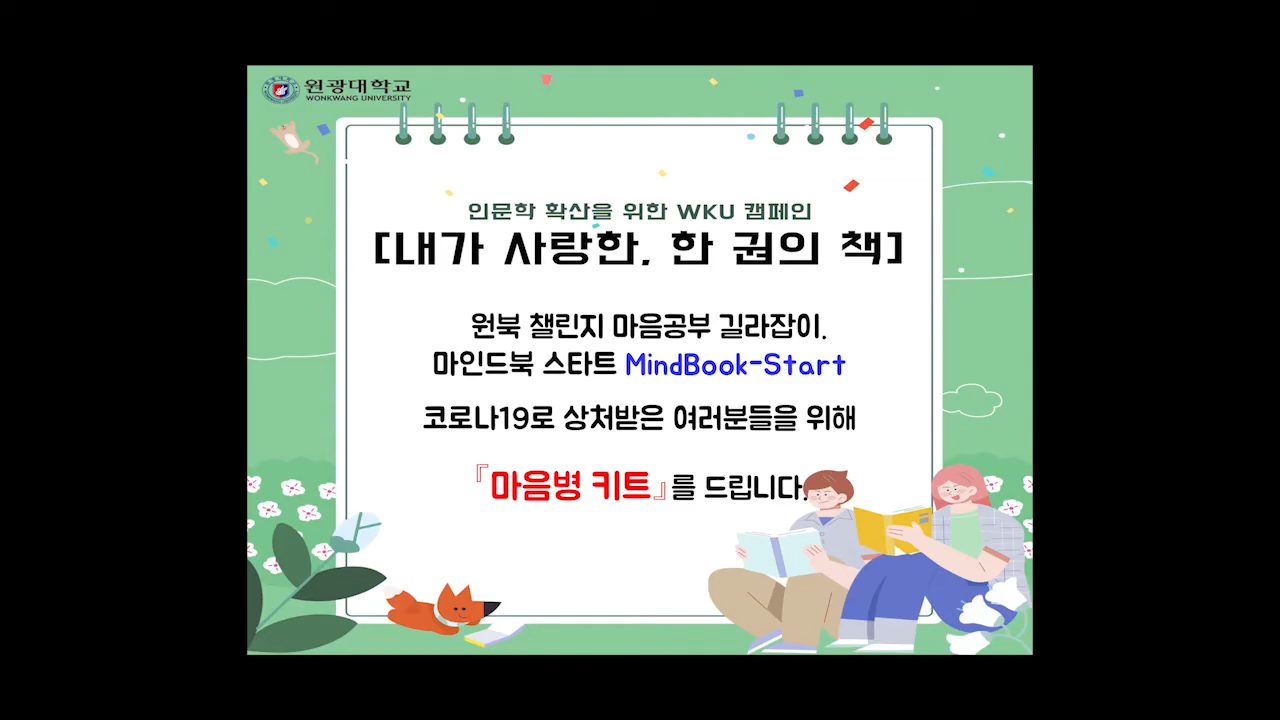 원광대학교
WONKWANG UNIVERSITY
인문학 확산을 위한 WKU 캠페인
[내가 사랑한, 한 권의 책]
원북 챌린지 마음공부 길라잡이.
마인드북 스타트 MindBook-Start
코로나19로 상처받은 여러분들을 위해
『마음병 키트』를 드립니다.